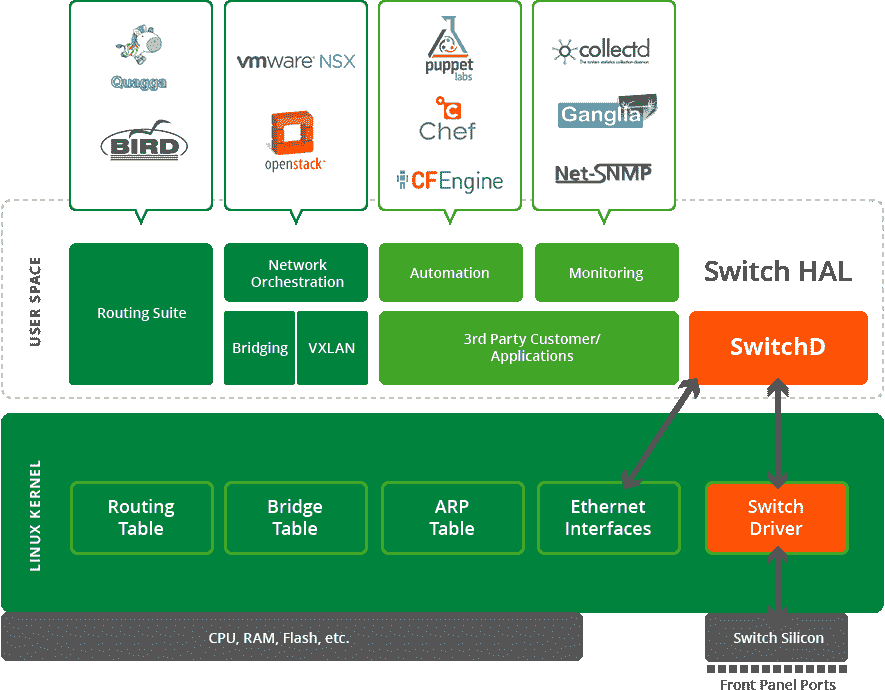 Quagga
BIRD
vmware NSX
openstack™
puppet
labs
Chef
CFEngine
collectd
The system statistics collection daemon
Ganglia
Net-SNMP
USER SPACE
Routing Suite
Network
Orchestration
Bridging
VXLAN
Automation
Monitoring
3rd Party Customer/
Applications
Switch HAL
SwitchD
LINUX KERNEL
Routing
Table
Bridge
Table
ARP
Table
Ethernet
Interfaces
Switch
Driver
CPU, RAM, Flash, etc.
Switch Silicon
Front Panel Ports